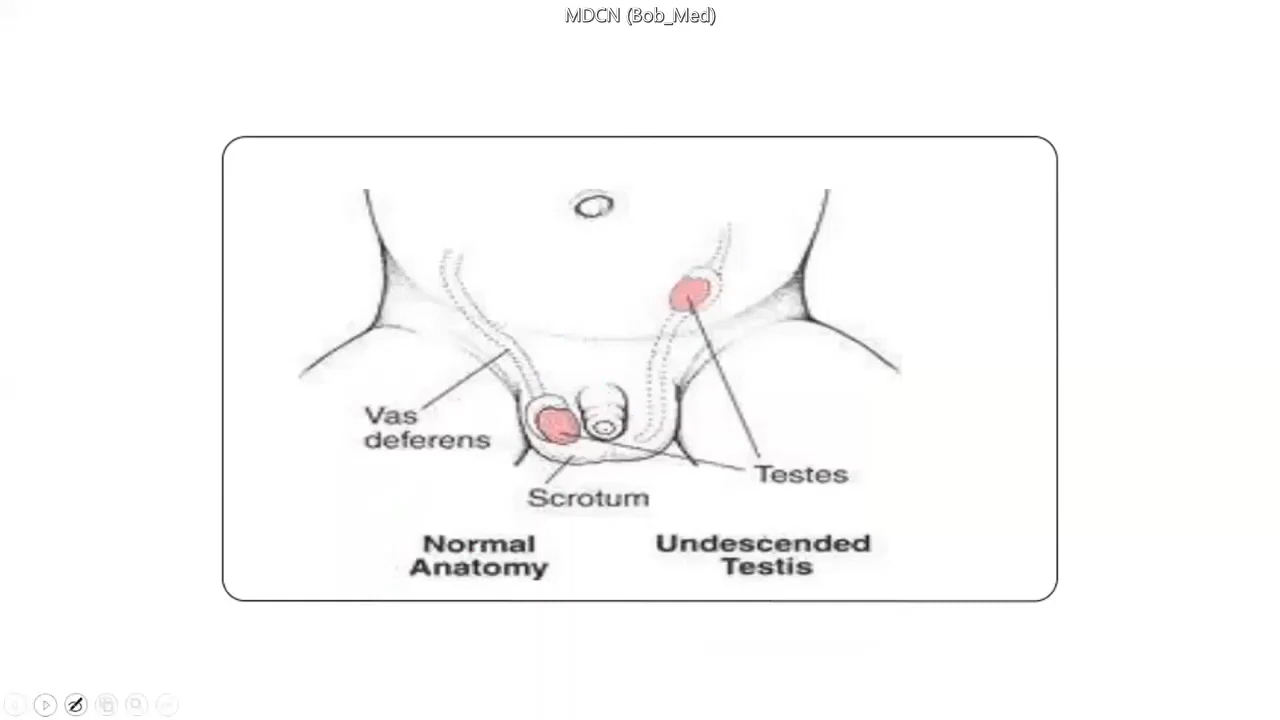 MDCN (Bob_Med)
Vas
deferens
Testes
Scrotum
Normal
Anatomy
Undescended
Testis